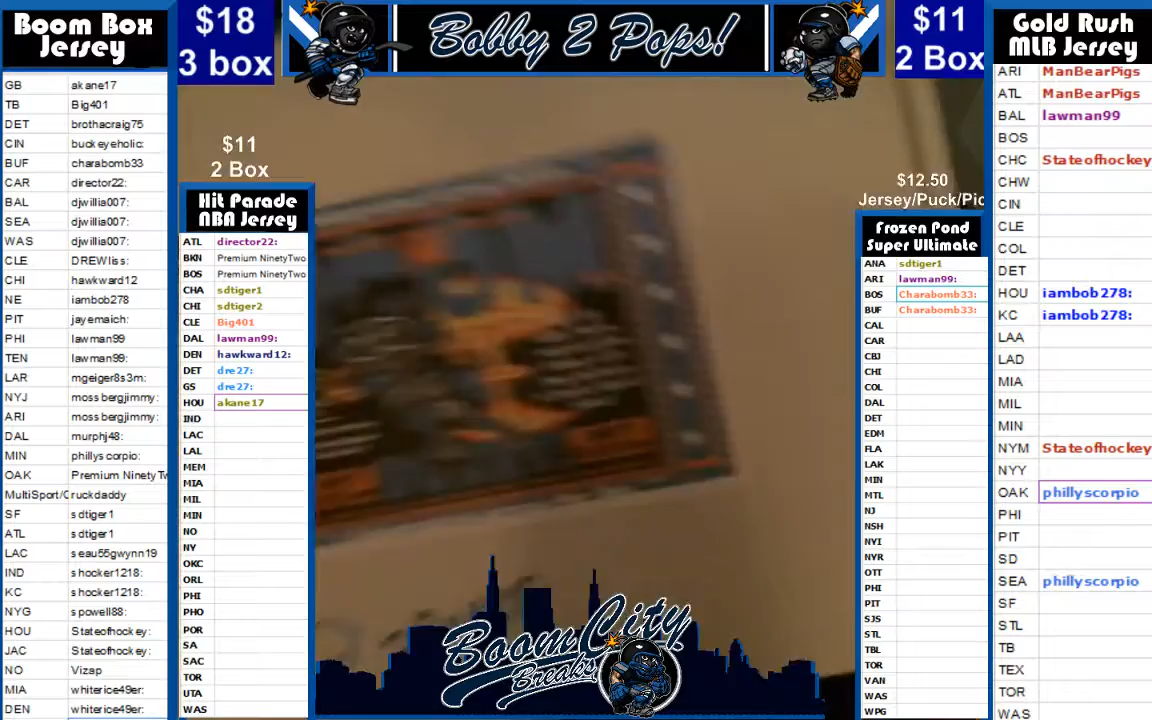 Boom Box
Jersey
GB akane17
TB Big401
DET brothacraig75
CIN buckeyeholic:
BUF charabomb33
CAR director22:
BAL djwillia007:
SEA djwillia007:
WAS djwillia007:
CLE DREWliss:
CHI hawkward12
NE iambob278
PIT jayemaich:
PHI lawman99
TEN lawman99:
LAR mgeiger8s3m:
NYJ mossbergjimmy:
ARI mossbergjimmy:
DAL murphj48:
MIN phillyscorpio:
OAK Premium NinetyTw
MultiSport/C ruckdaddy
SF sdtiger1
ATL sdtiger1
LAC seau55gwynn19
IND shocker1218:
KC shocker1218:
NYG spowell88:
HOU Stateofhockey:
JAC Stateofhockey:
NO Vizap
MIA whiterice49er:
DEN whiterice49er:
$18
3 box
Bobby 2 Pops!
$11
2 Box
$11
2 Box
Hit Parade
NBA Jersey
ATL director22:
BKN Premium NinetyTwo
BOS Premium NinetyTwo
CHA sdtiger1
CHI sdtiger2
CLE Big401
DAL lawman99:
DEN hawkward12:
DET dre27:
GS dre27:
HOU akane17
IND
LAC
LAL
MEM
MIA
MIL
MIN
NO
NY
OKC
ORL
PHI
PHO
POR
SA
SAC
TOR
UTA
WAS
BoomCity
Breaks
$12.50
Jersey/Puck/Pic
Frozen Pond
Super Ultimate
ANA sdtiger1
ARI lawman99:
BOS Charabomb33:
BUF Charabomb33:
CAL
CAR
CBJ
CHI
COL
DAL
DET
EDM
FLA
LAK
MIN
MTL
NJ
NSH
NYI
NYR
OTT
PHI
PIT
SJS
STL
TBL
TOR
VAN
WAS
WPG
Gold Rush
MLB Jersey
ARI ManBearPigs
ATL ManBearPigs
BAL lawman99
BOS
CHC Stateofhockey
CHW
CIN
CLE
COL
DET
HOU iambob278:
KC iambob278:
LAA
LAD
MIA
MIL
MIN
NYM Stateofhockey
NYY
OAK phillyscorpio
PHI
PIT
SD
SEA phillyscorpio
SF
STL
TB
TEX
TOR
WAS